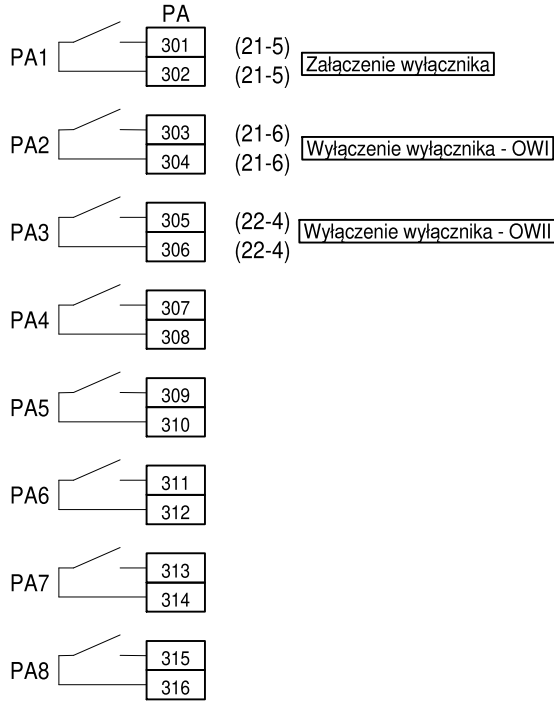 PA
PA1 301 (21-5) Załączenie wyłącznika
302 (21-5)
PA2 303 (21-6) Wyłączenie wyłącznika - OWI
304 (21-6)
PA3 305 (22-4) Wyłączenie wyłącznika - OWII
306 (22-4)
PA4 307
308
PA5 309
310
PA6 311
312
PA7 313
314
PA8 315
316